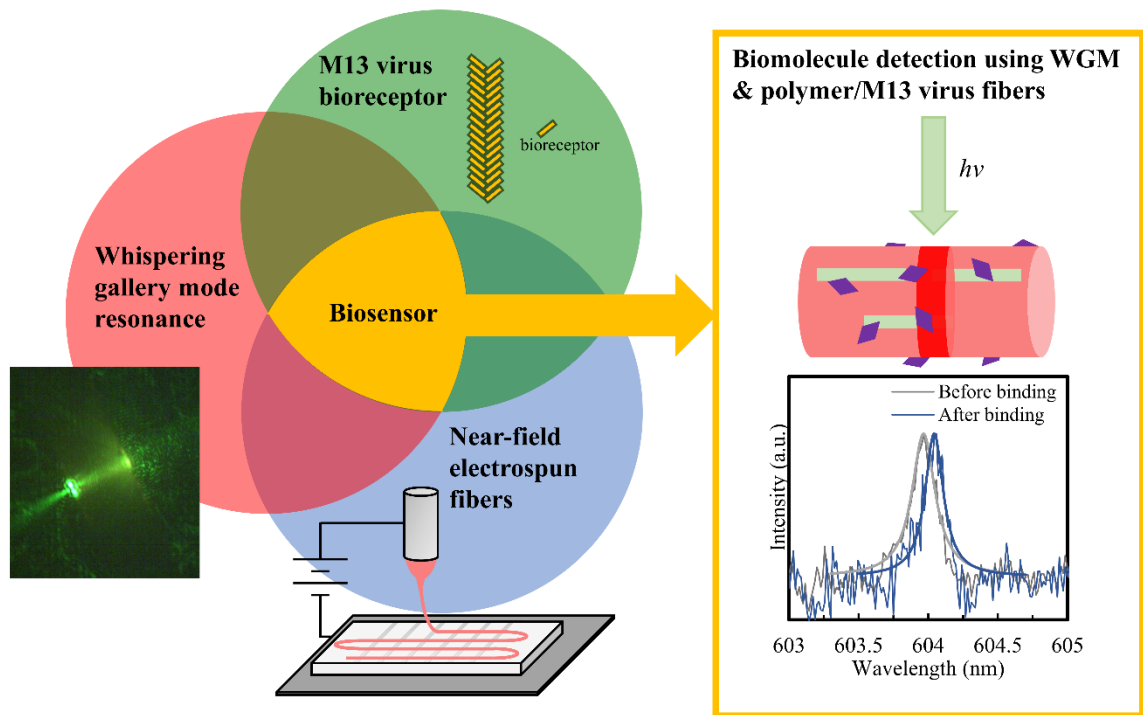 M13 virus
bioreceptor
bioreceptor
Whispering
gallery mode
resonance
Biosensor
Near-field
electrospun
fibers
Biomolecule detection using WGM
& polymer/M13 virus fibers
hν
Before binding
After binding
Intensity (a.u.)
603 603.5 604 604.5 605
Wavelength (nm)